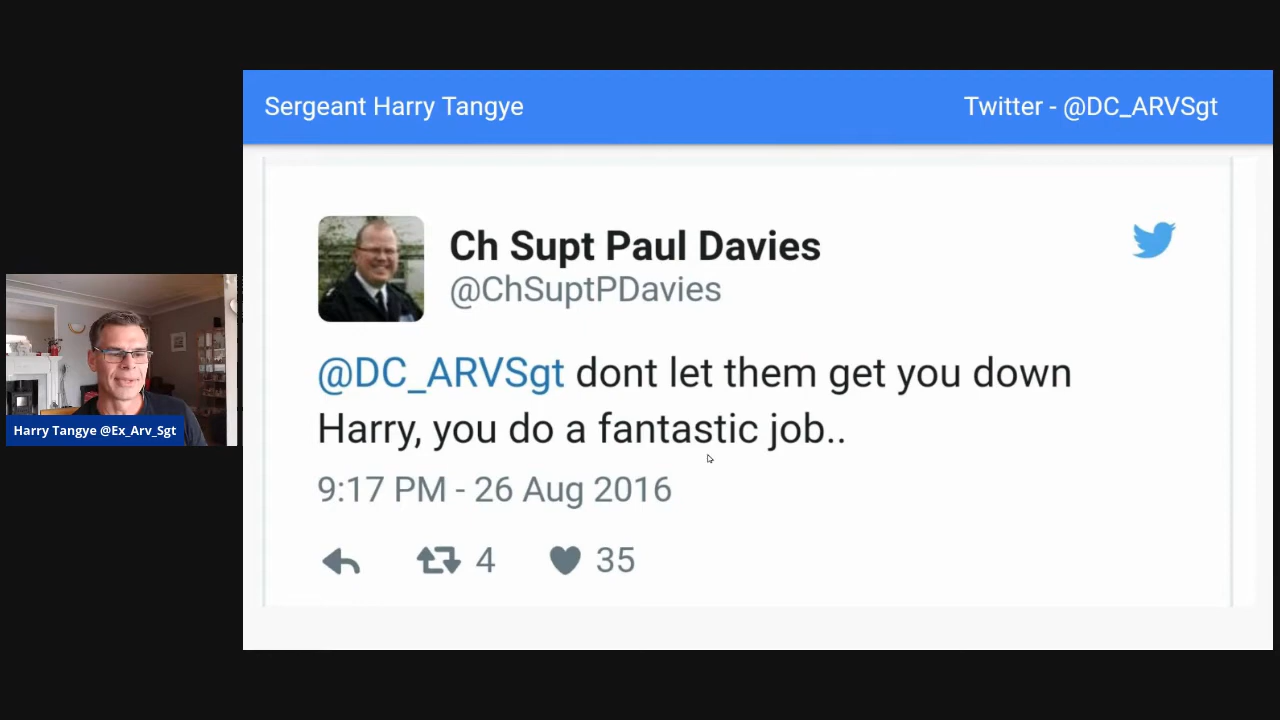 Sergeant Harry Tangye
Twitter - @DC_ARVSgt
Ch Supt Paul Davies
@ChSuptPDavies
@DC_ARVSgt dont let them get you down
Harry, you do a fantastic job..
9:17 PM - 26 Aug 2016
4 35
Harry Tangye @Ex_Arv_Sgt